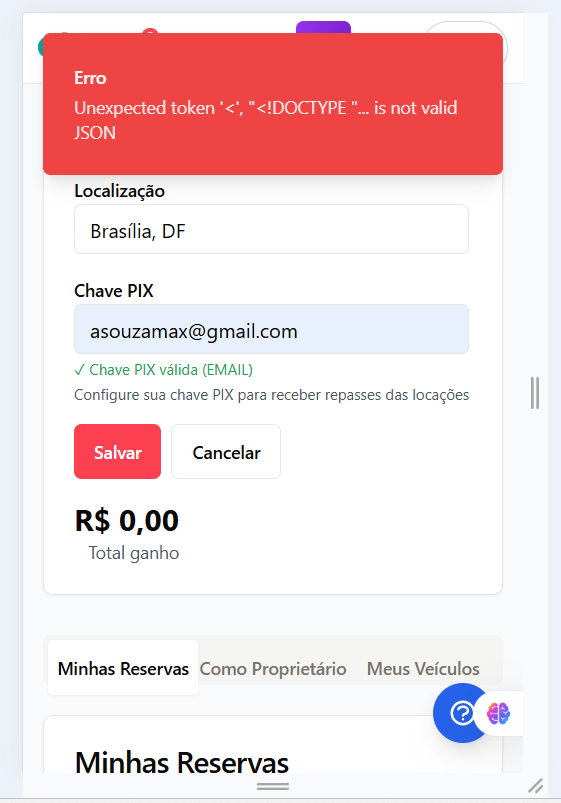 Erro
Unexpected token '<', "<!DOCTYPE "... is not valid
JSON
Localização
Brasília, DF
Chave PIX
asouzamax@gmail.com
✓ Chave PIX válida (EMAIL)
Configure sua chave PIX para receber repasses das locações
Salvar Cancelar
R$ 0,00
Total ganho
Minhas Reservas Como Proprietário Meus Veículos
Minhas Reservas